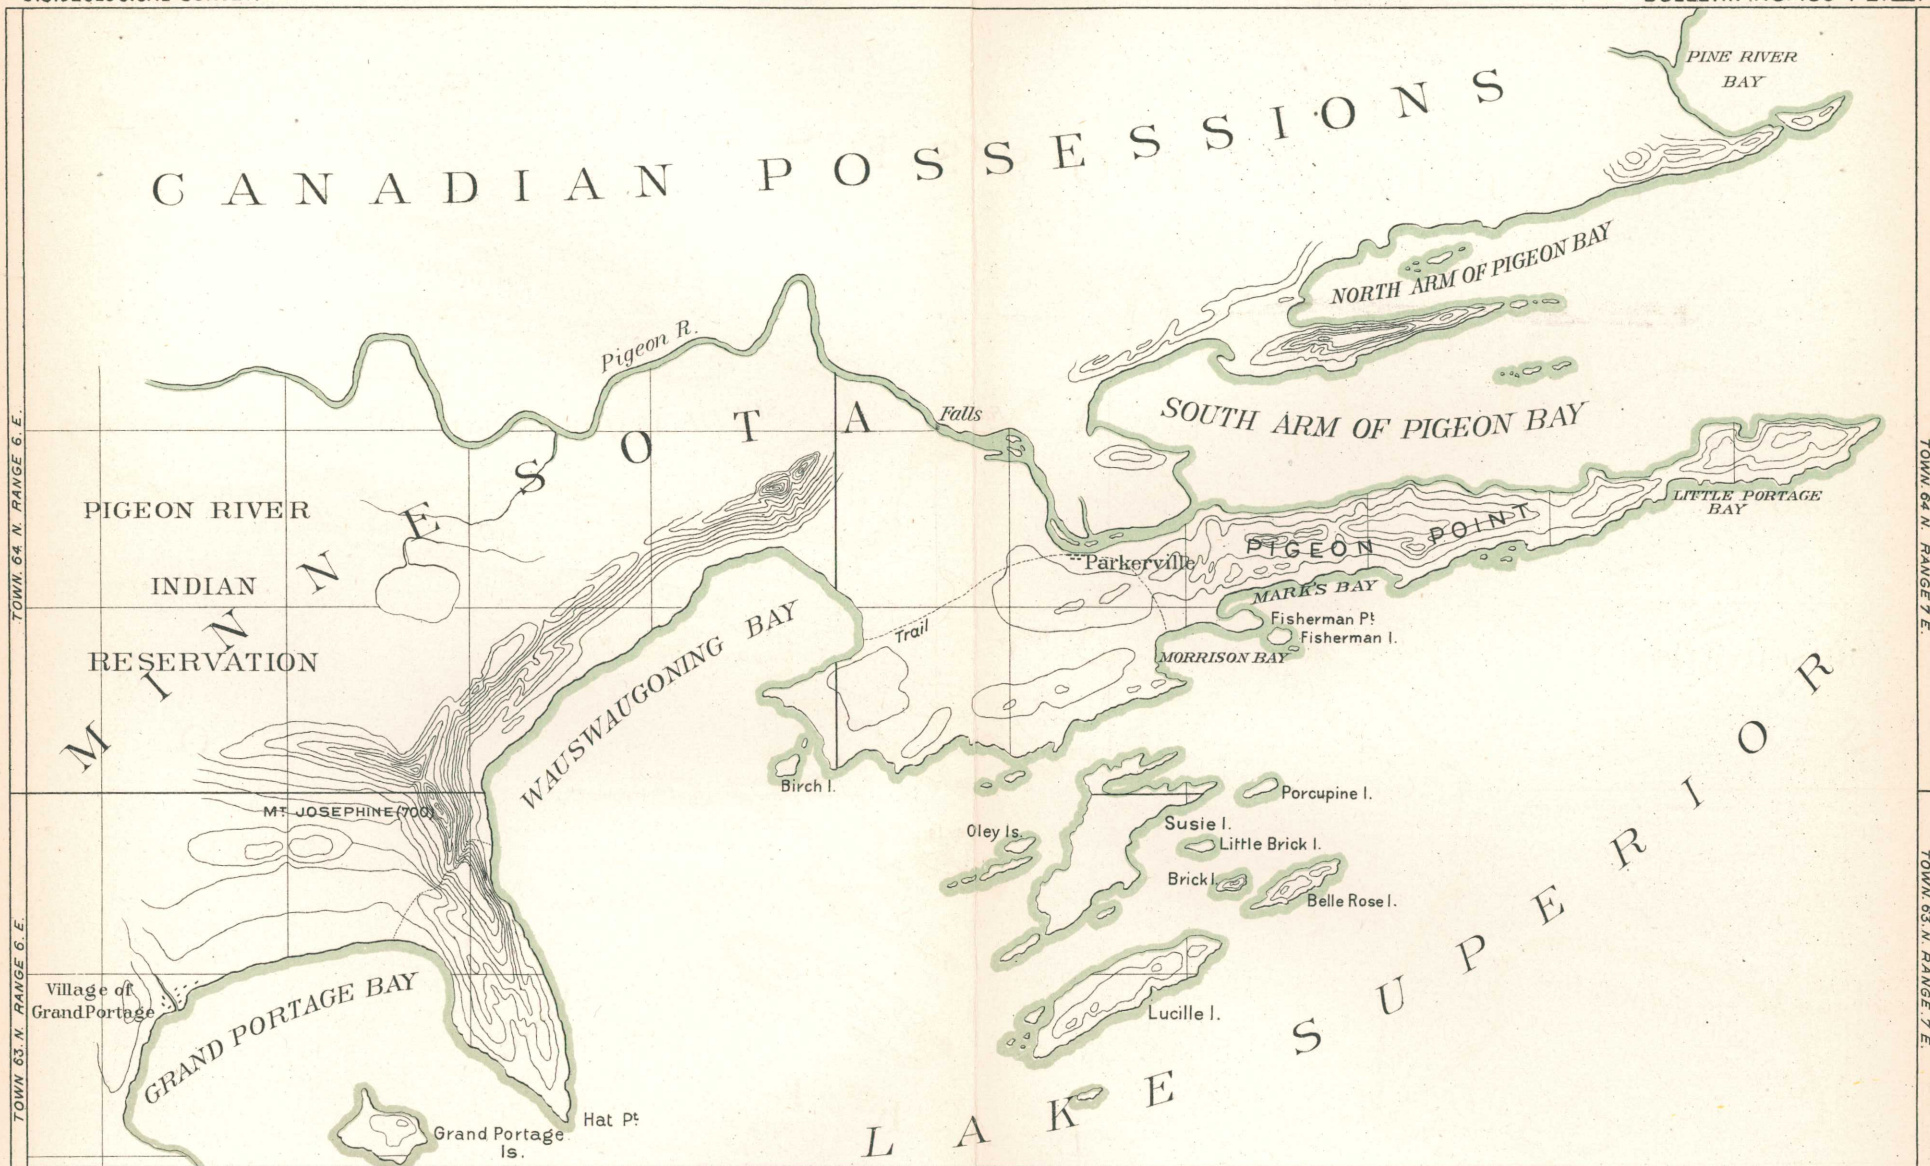 PINE RIVER
BAY
CANADIAN POSSESSIONS
NORTH ARM OF PIGEON BAY
Pigeon R.
Falls
SOUTH ARM OF PIGEON BAY
MINNESOTA
PIGEON RIVER
INDIAN
RESERVATION
LITTLE PORTAGE
BAY
PIGEON POINT
Parkerville
MARK'S BAY
Fisherman Pt
Fisherman I.
Trail
MORRISON BAY
WAUSWAUGONING BAY
Birch I.
MT JOSEPHINE (700)
Porcupine I.
Susie I.
Oley Is.
Little Brick I.
Brick I.
Belle Rose I.
Lucille I.
Village of
Grand Portage
GRAND PORTAGE BAY
Hat Pt
Grand Portage
Is.
LAKE SUPERIOR
TOWN. 64 N. RANGE 6. E.
TOWN 63. N. RANGE 6. E.
TOWN. 64 N. RANGE 7 E.
TOWN. 63. N. RANGE. 7 E.